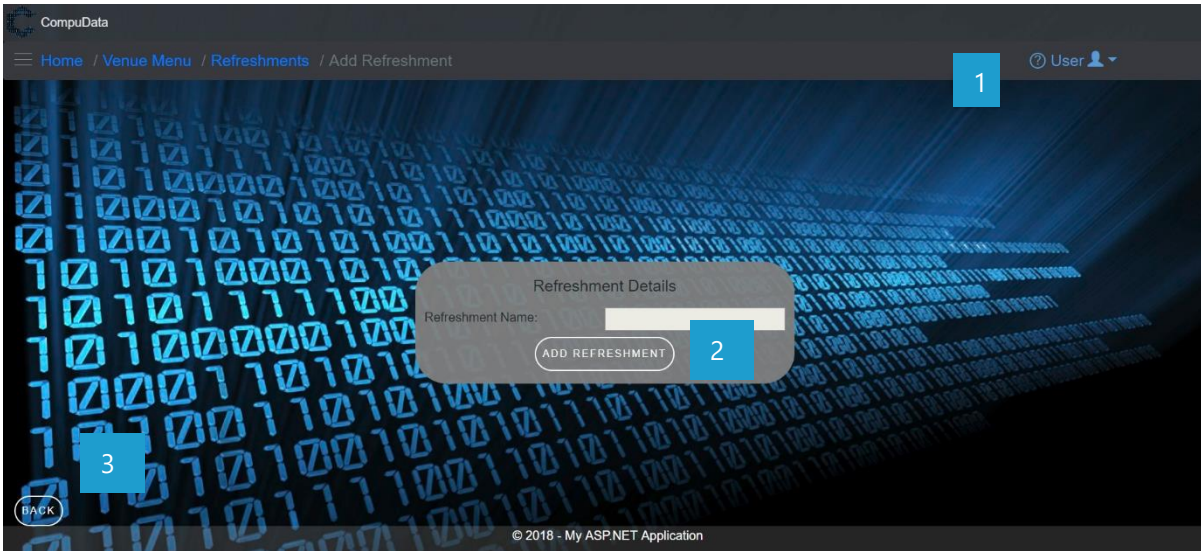 CompuData
Home / Venue Menu / Refreshments / Add Refreshment
User
1
Refreshment Details
Refreshment Name:
ADD REFRESHMENT
2
3
BACK
© 2018 - My ASP.NET Application